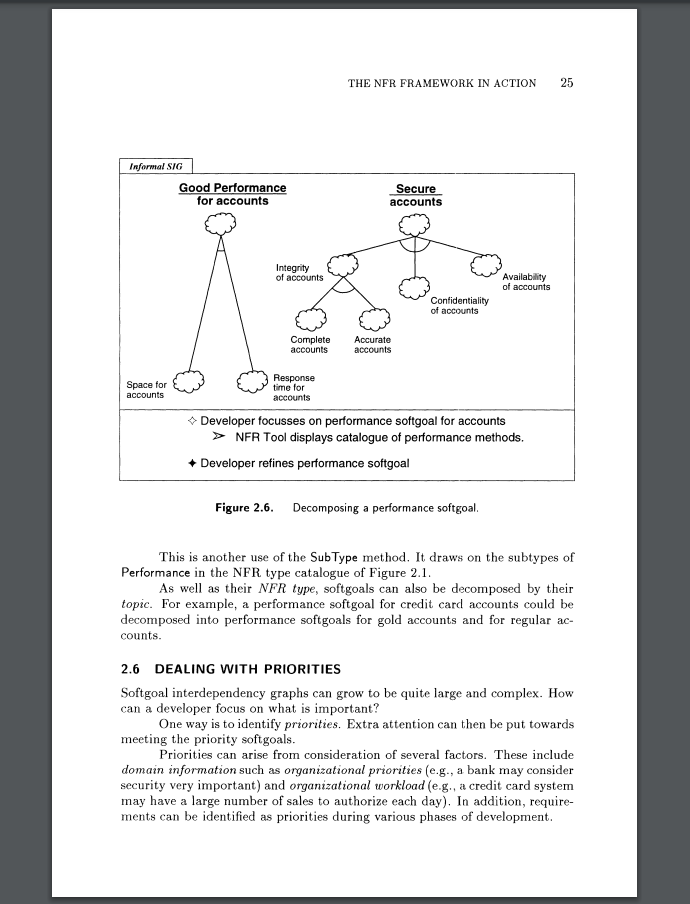 THE NFR FRAMEWORK IN ACTION 25
Informal SIG
Good Performance
for accounts
Secure
accounts
Integrity
of accounts
Availability
of accounts
Confidentiality
of accounts
Complete
accounts
Accurate
accounts
Space for
accounts
Response
time for
accounts
✧ Developer focusses on performance softgoal for accounts
➢ NFR Tool displays catalogue of performance methods.
✦ Developer refines performance softgoal
Figure 2.6. Decomposing a performance softgoal.
This is another use of the SubType method. It draws on the subtypes of
Performance in the NFR type catalogue of Figure 2.1.
As well as their NFR type, softgoals can also be decomposed by their
topic. For example, a performance softgoal for credit card accounts could be
decomposed into performance softgoals for gold accounts and for regular ac-
counts.
2.6 DEALING WITH PRIORITIES
Softgoal interdependency graphs can grow to be quite large and complex. How
can a developer focus on what is important?
One way is to identify priorities. Extra attention can then be put towards
meeting the priority softgoals.
Priorities can arise from consideration of several factors. These include
domain information such as organizational priorities (e.g., a bank may consider
security very important) and organizational workload (e.g., a credit card system
may have a large number of sales to authorize each day). In addition, require-
ments can be identified as priorities during various phases of development.